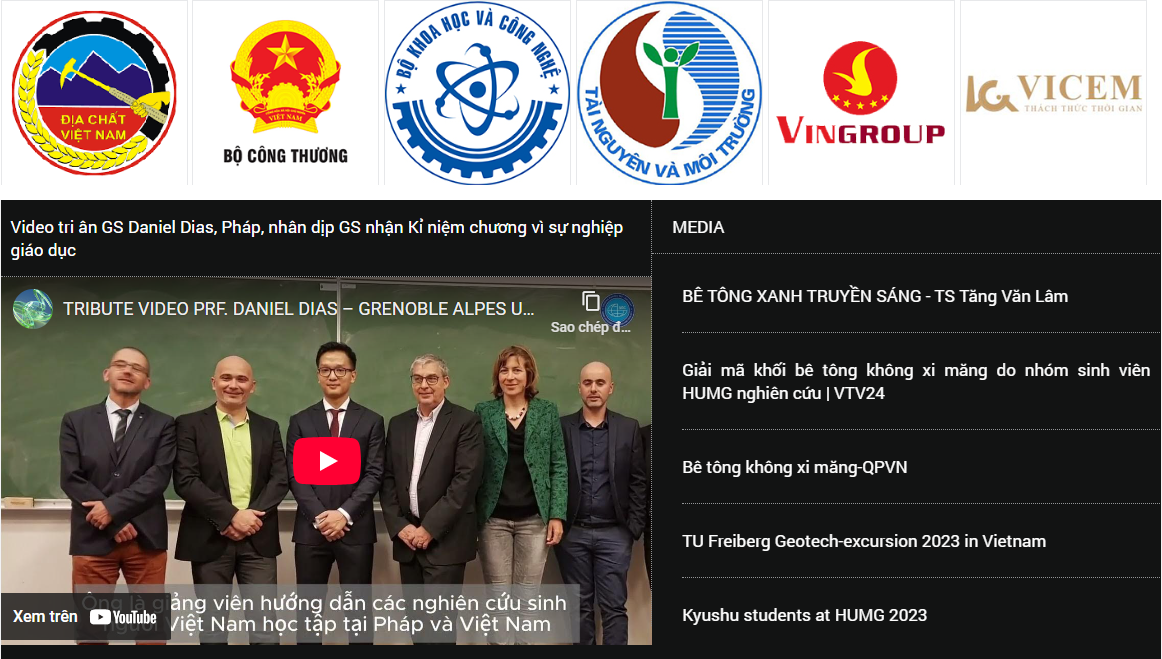 ĐỊA CHẤT
VIỆT NAM
VIỆT NAM
BỘ CÔNG THƯƠNG
BỘ KHOA HỌC VÀ CÔNG NGHỆ
TÀI NGUYÊN VÀ MÔI TRƯỜNG
VINGROUP
VICEM
THÁCH THỨC THỜI GIAN
Video tri ân GS Daniel Dias, Pháp, nhân dịp GS nhận Kỉ niệm chương vì sự nghiệp
giáo dục
TRIBUTE VIDEO PRF. DANIEL DIAS – GRENOBLE ALPES U...
Sao chép đ...
Ông là giảng viên hướng dẫn các nghiên cứu sinh
người Việt Nam học tập tại Pháp và Việt Nam
Xem trên YouTube
MEDIA
BÊ TÔNG XANH TRUYỀN SÁNG - TS Tăng Văn Lâm
Giải mã khối bê tông không xi măng do nhóm sinh viên
HUMG nghiên cứu | VTV24
Bê tông không xi măng-QPVN
TU Freiberg Geotech-excursion 2023 in Vietnam
Kyushu students at HUMG 2023